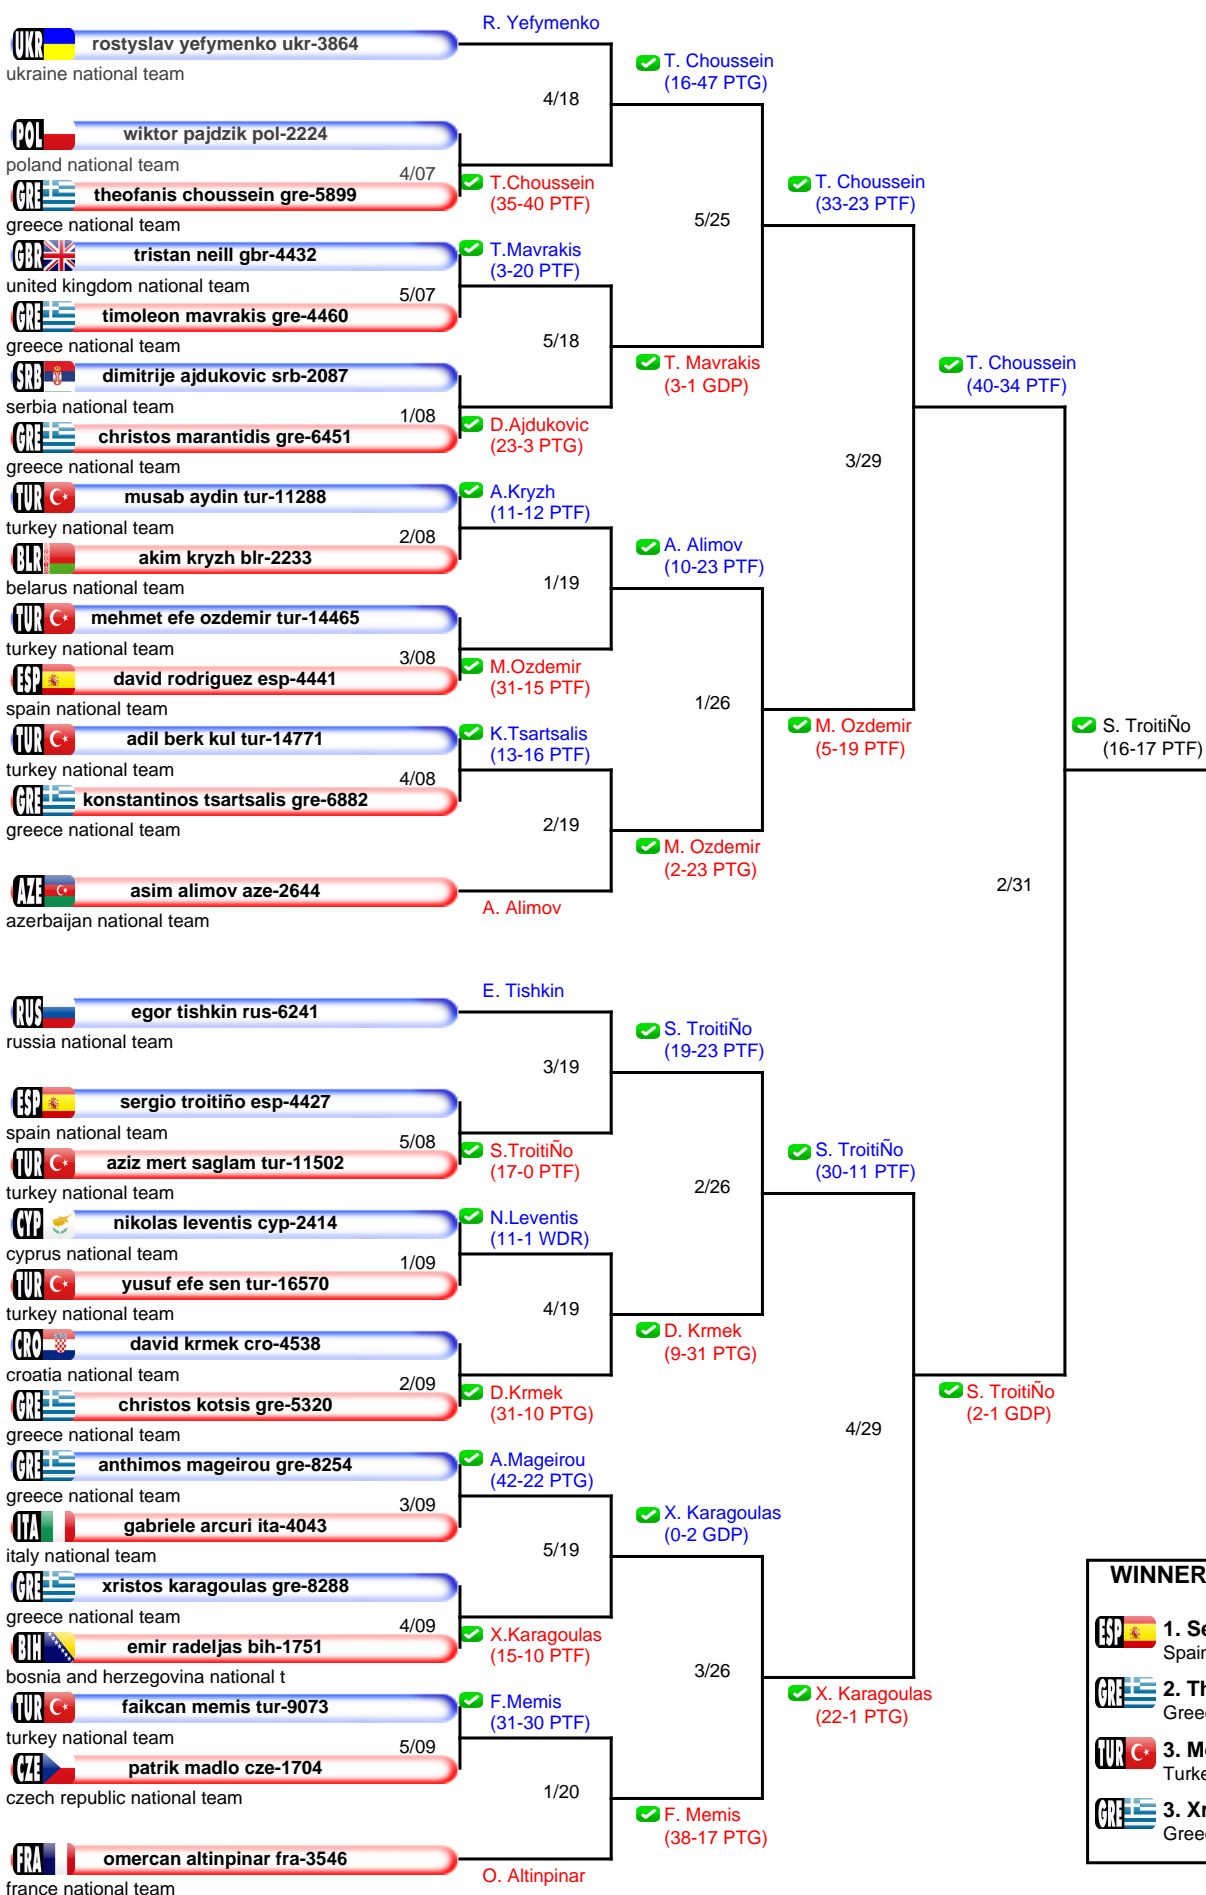 R. Yefymenko
UKR rostyslav yefymenko ukr-3864
ukraine national team
T. Choussein
(16-47 PTG)
4/18
POL wiktor pajdzik pol-2224
poland national team
4/07
T.Choussein
(35-40 PTF)
GRE theofanis choussein gre-5899
greece national team
T. Choussein
(33-23 PTF)
5/25
GBR tristan neill gbr-4432
united kingdom national team
T.Mavrakis
(3-20 PTF)
5/07
GRE timoleon mavrakis gre-4460
greece national team
5/18
T. Mavrakis
(3-1 GDP)
SRB dimitrije ajdukovic srb-2087
serbia national team
T. Choussein
(40-34 PTF)
1/08
D.Ajdukovic
(23-3 PTG)
GRE christos marantidis gre-6451
greece national team
3/29
TUR musab aydin tur-11288
turkey national team
A.Kryzh
(11-12 PTF)
2/08
BLR akim kryzh blr-2233
belarus national team
A. Alimov
(10-23 PTF)
1/19
TUR mehmet efe ozdemir tur-14465
turkey national team
3/08
M.Ozdemir
(31-15 PTF)
ESP david rodriguez esp-4441
spain national team
1/26
M. Ozdemir
(5-19 PTF)
S. TroitiÑo
(16-17 PTF)
TUR adil berk kul tur-14771
turkey national team
K.Tsartsalis
(13-16 PTF)
4/08
GRE konstantinos tsartsalis gre-6882
greece national team
2/19
M. Ozdemir
(2-23 PTG)
2/31
AZE asim alimov aze-2644
azerbaijan national team
A. Alimov
E. Tishkin
RUS egor tishkin rus-6241
russia national team
S. TroitiÑo
(19-23 PTF)
3/19
ESP sergio troitiño esp-4427
spain national team
5/08
S.TroitiÑo
(17-0 PTF)
TUR aziz mert saglam tur-11502
turkey national team
S. TroitiÑo
(30-11 PTF)
2/26
CYP nikolas leventis cyp-2414
cyprus national team
N.Leventis
(11-1 WDR)
1/09
TUR yusuf efe sen tur-16570
turkey national team
4/19
D. Krmek
(9-31 PTG)
CRO david krmek cro-4538
croatia national team
2/09
D.Krmek
(31-10 PTG)
GRE christos kotsis gre-5320
greece national team
S. TroitiÑo
(2-1 GDP)
4/29
GRE anthimos mageirou gre-8254
greece national team
A.Mageirou
(42-22 PTG)
3/09
ITA gabriele arcuri ita-4043
italy national team
X. Karagoulas
(0-2 GDP)
5/19
GRE xristos karagoulas gre-8288
greece national team
4/09
X.Karagoulas
(15-10 PTF)
BIH emir radeljas bih-1751
bosnia and herzegovina national t
3/26
X. Karagoulas
(22-1 PTG)
TUR faikcan memis tur-9073
turkey national team
F.Memis
(31-30 PTF)
5/09
CZE patrik madlo cze-1704
czech republic national team
1/20
F. Memis
(38-17 PTG)
FRA omercan altinpinar fra-3546
france national team
O. Altinpinar
WINNER
ESP 1. Se
Spain
GRE 2. Th
Gree
TUR 3. Me
Turke
GRE 3. Xr
Gree